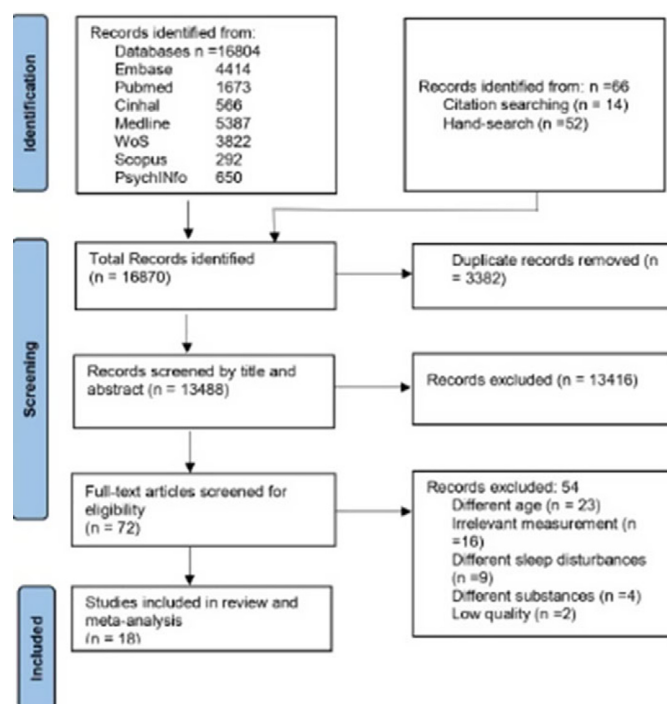 Identification
Records identified from:
Databases n =16804
Embase 4414
Pubmed 1673
Cinhal 566
Medline 5387
WoS 3822
Scopus 292
PsychINfo 650
Records identified from: n =66
Citation searching (n = 14)
Hand-search (n =52)
Screening
Total Records identified
(n = 16870)
Duplicate records removed (n
= 3382)
Records screened by title and
abstract (n = 13488)
Records excluded (n = 13416)
Full-text articles screened for
eligibility
(n = 72)
Records excluded: 54
Different age (n = 23)
Irrelevant measurement (n
=16)
Different sleep disturbances
(n =9)
Different substances (n =4)
Low quality (n =2)
Included
Studies included in review and
meta-analysis
(n = 18)